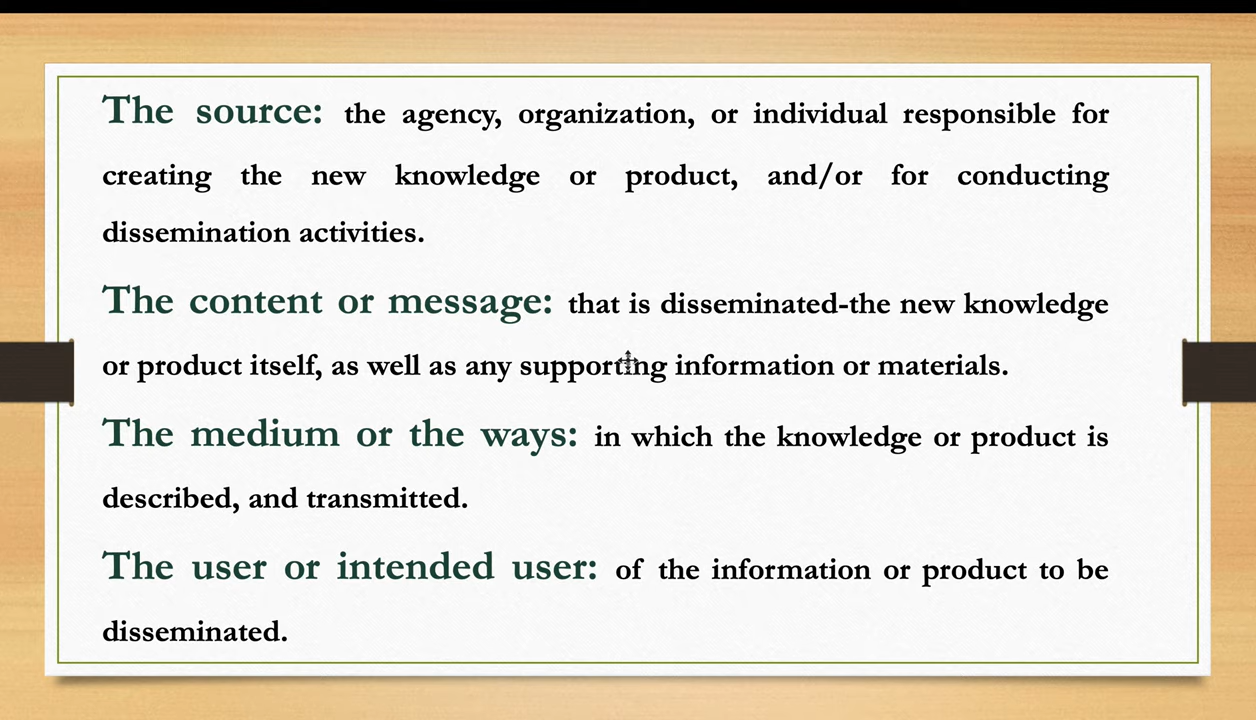 The source: the agency, organization, or individual responsible for
creating the new knowledge or product, and/or for conducting
dissemination activities.
The content or message: that is disseminated-the new knowledge
or product itself, as well as any supporting information or materials.
The medium or the ways: in which the knowledge or product is
described, and transmitted.
The user or intended user: of the information or product to be
disseminated.